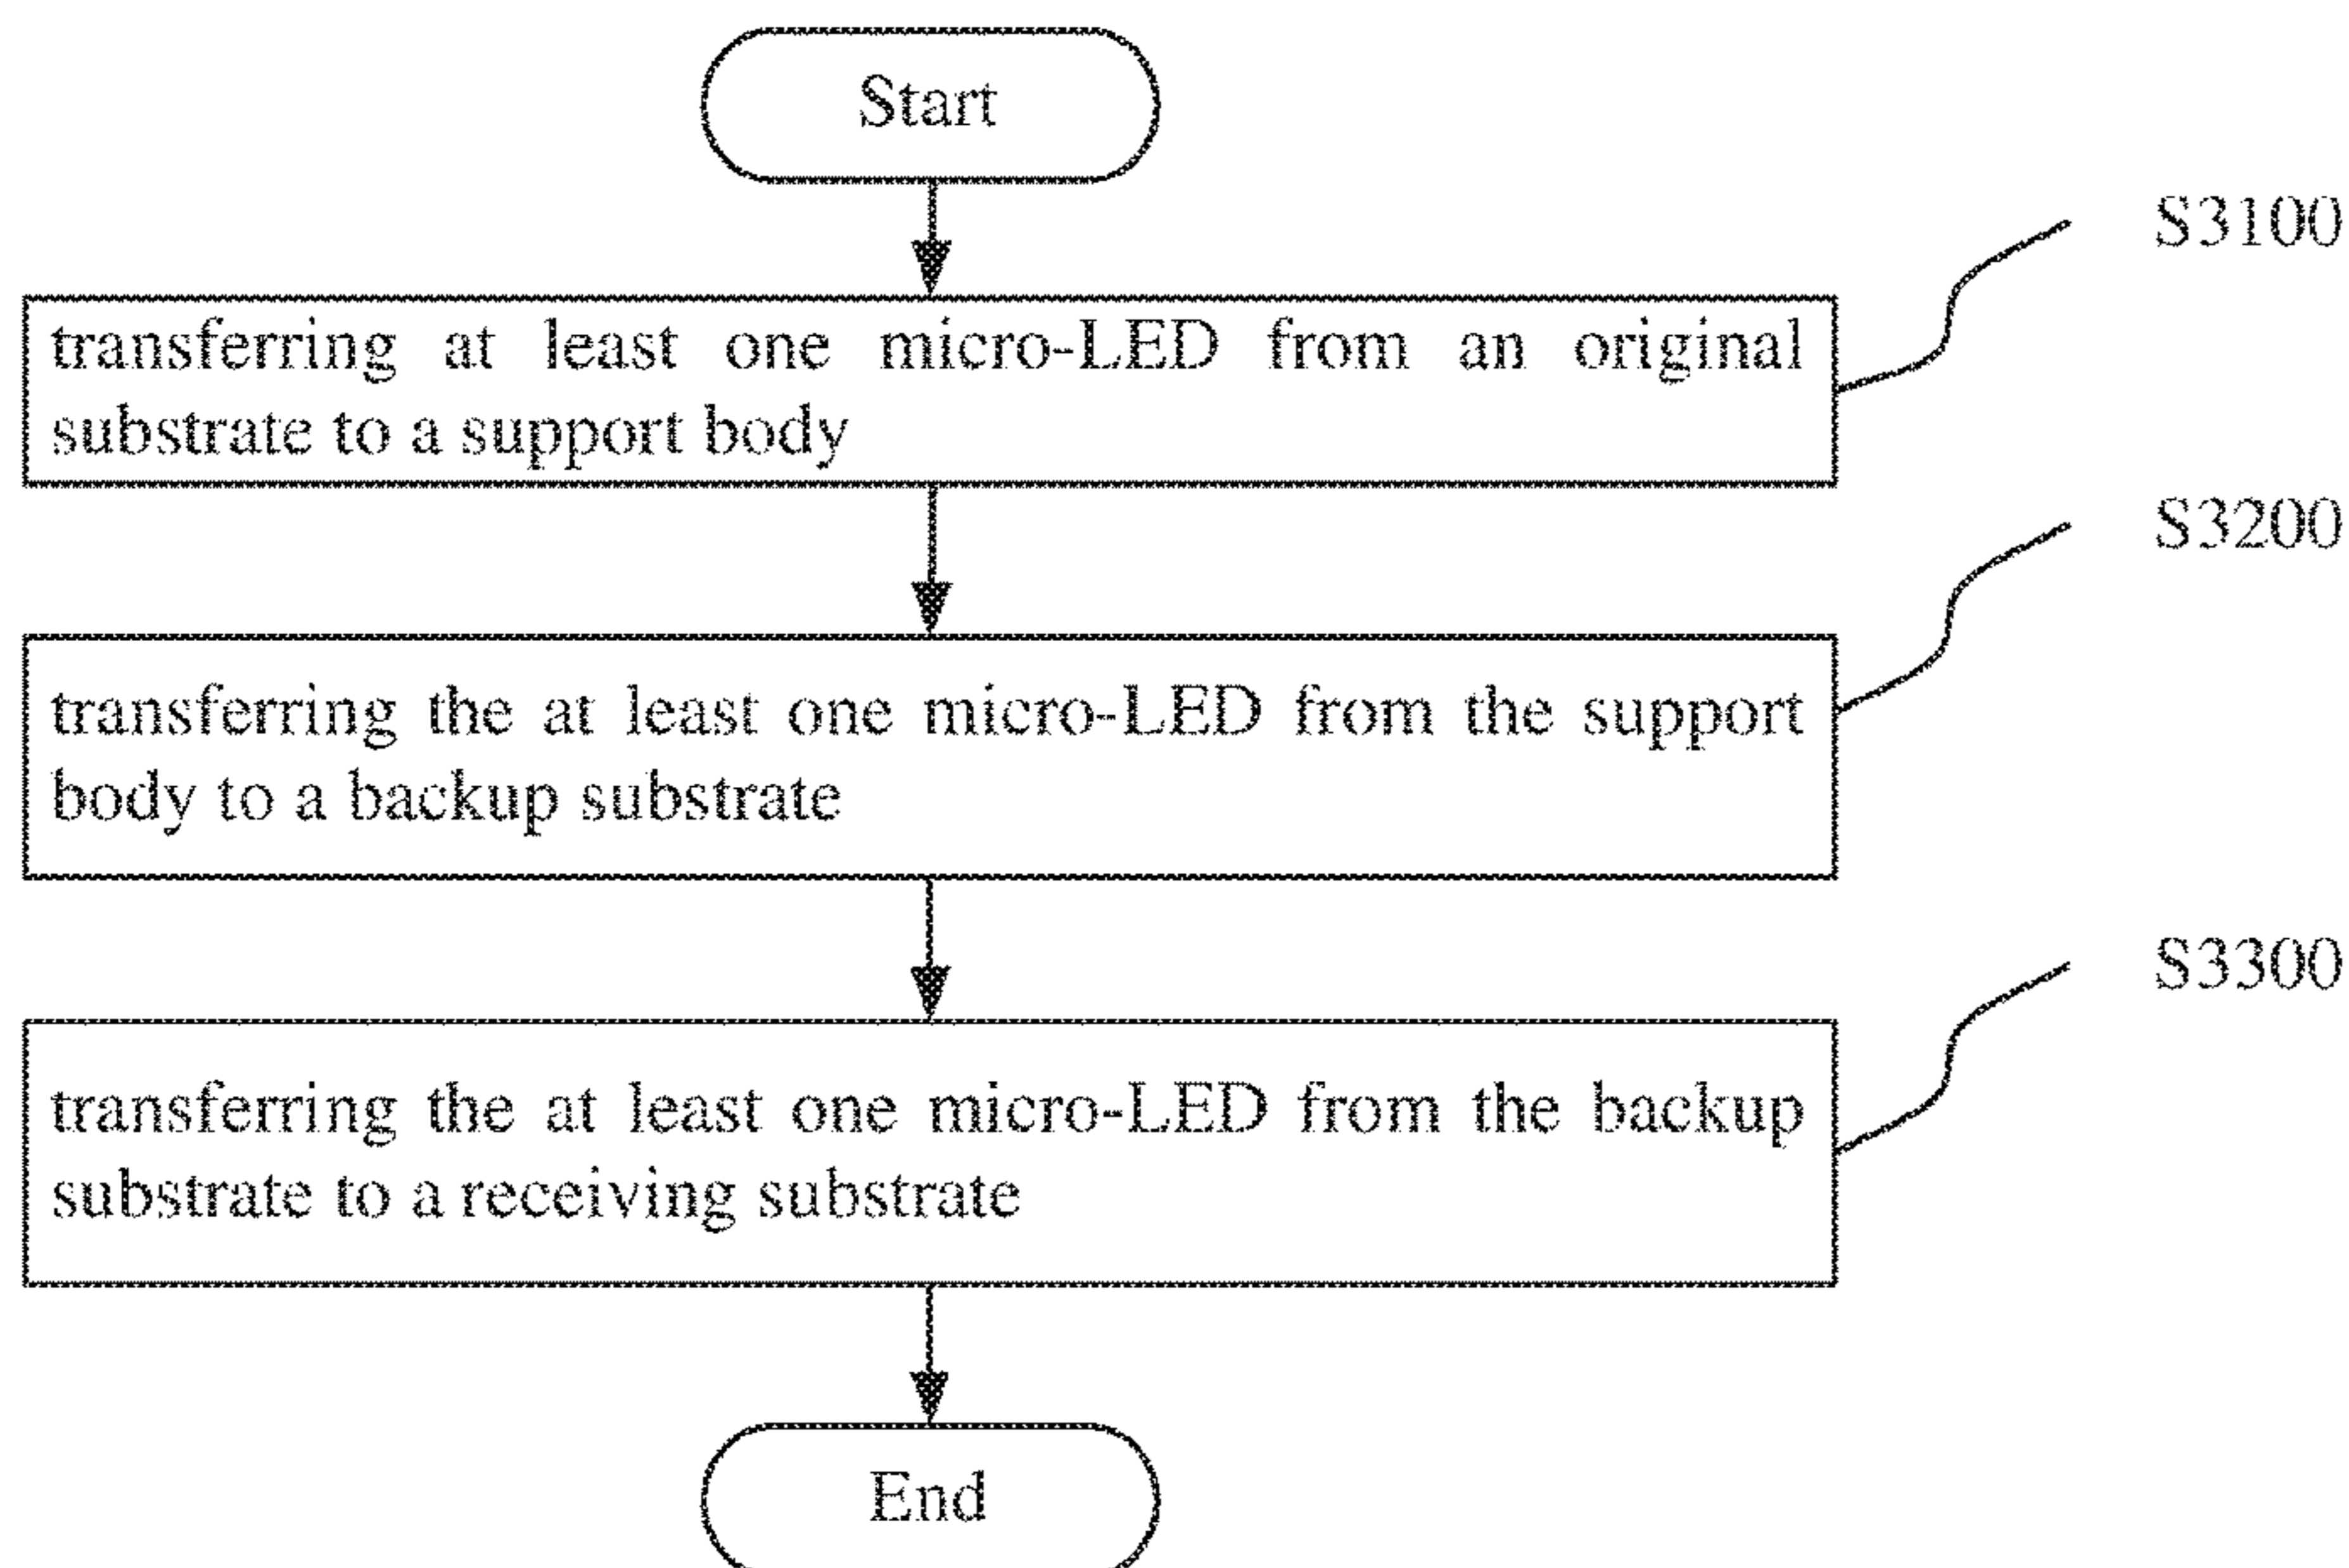 Start
S3100
transferring at least one micro-LED from an original
substrate to a support body
S3200
transferring the at least one micro-LED from the support
body to a backup substrate
S3300
transferring the at least one micro-LED from the backup
substrate to a receiving substrate
End